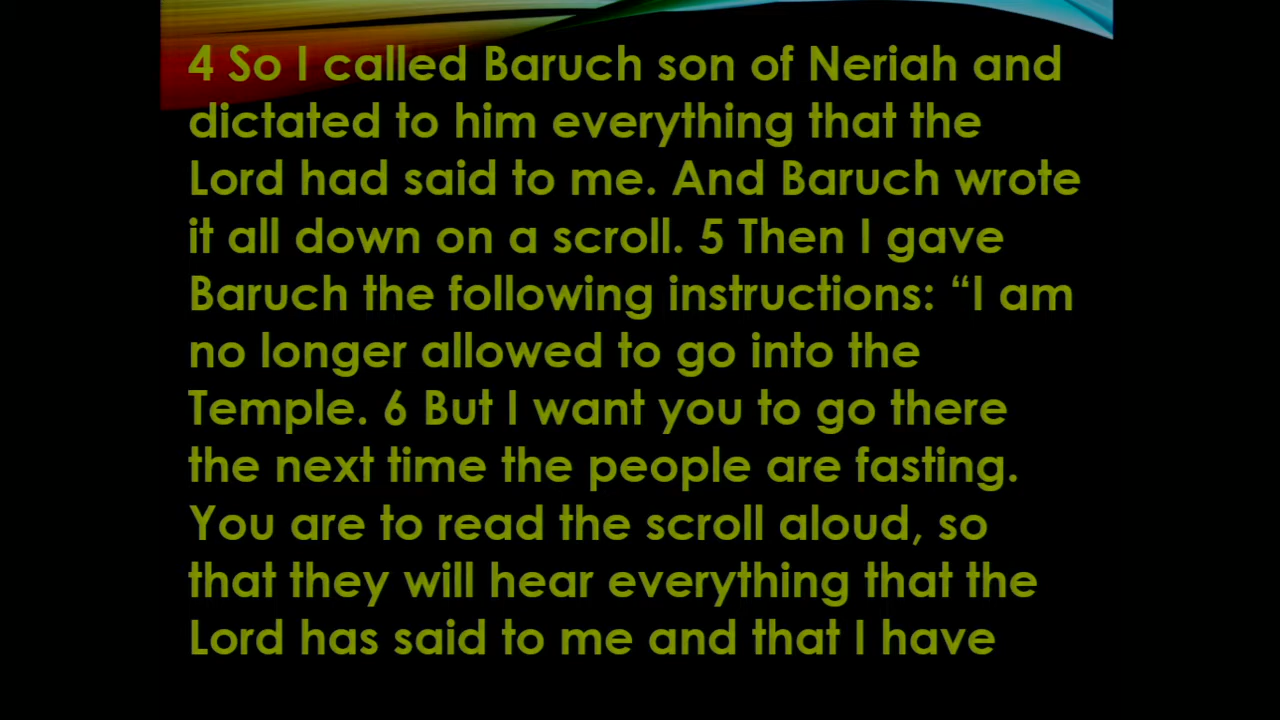 4 So I called Baruch son of Neriah and
dictated to him everything that the
Lord had said to me. And Baruch wrote
it all down on a scroll. 5 Then I gave
Baruch the following instructions: “I am
no longer allowed to go into the
Temple. 6 But I want you to go there
the next time the people are fasting.
You are to read the scroll aloud, so
that they will hear everything that the
Lord has said to me and that I have